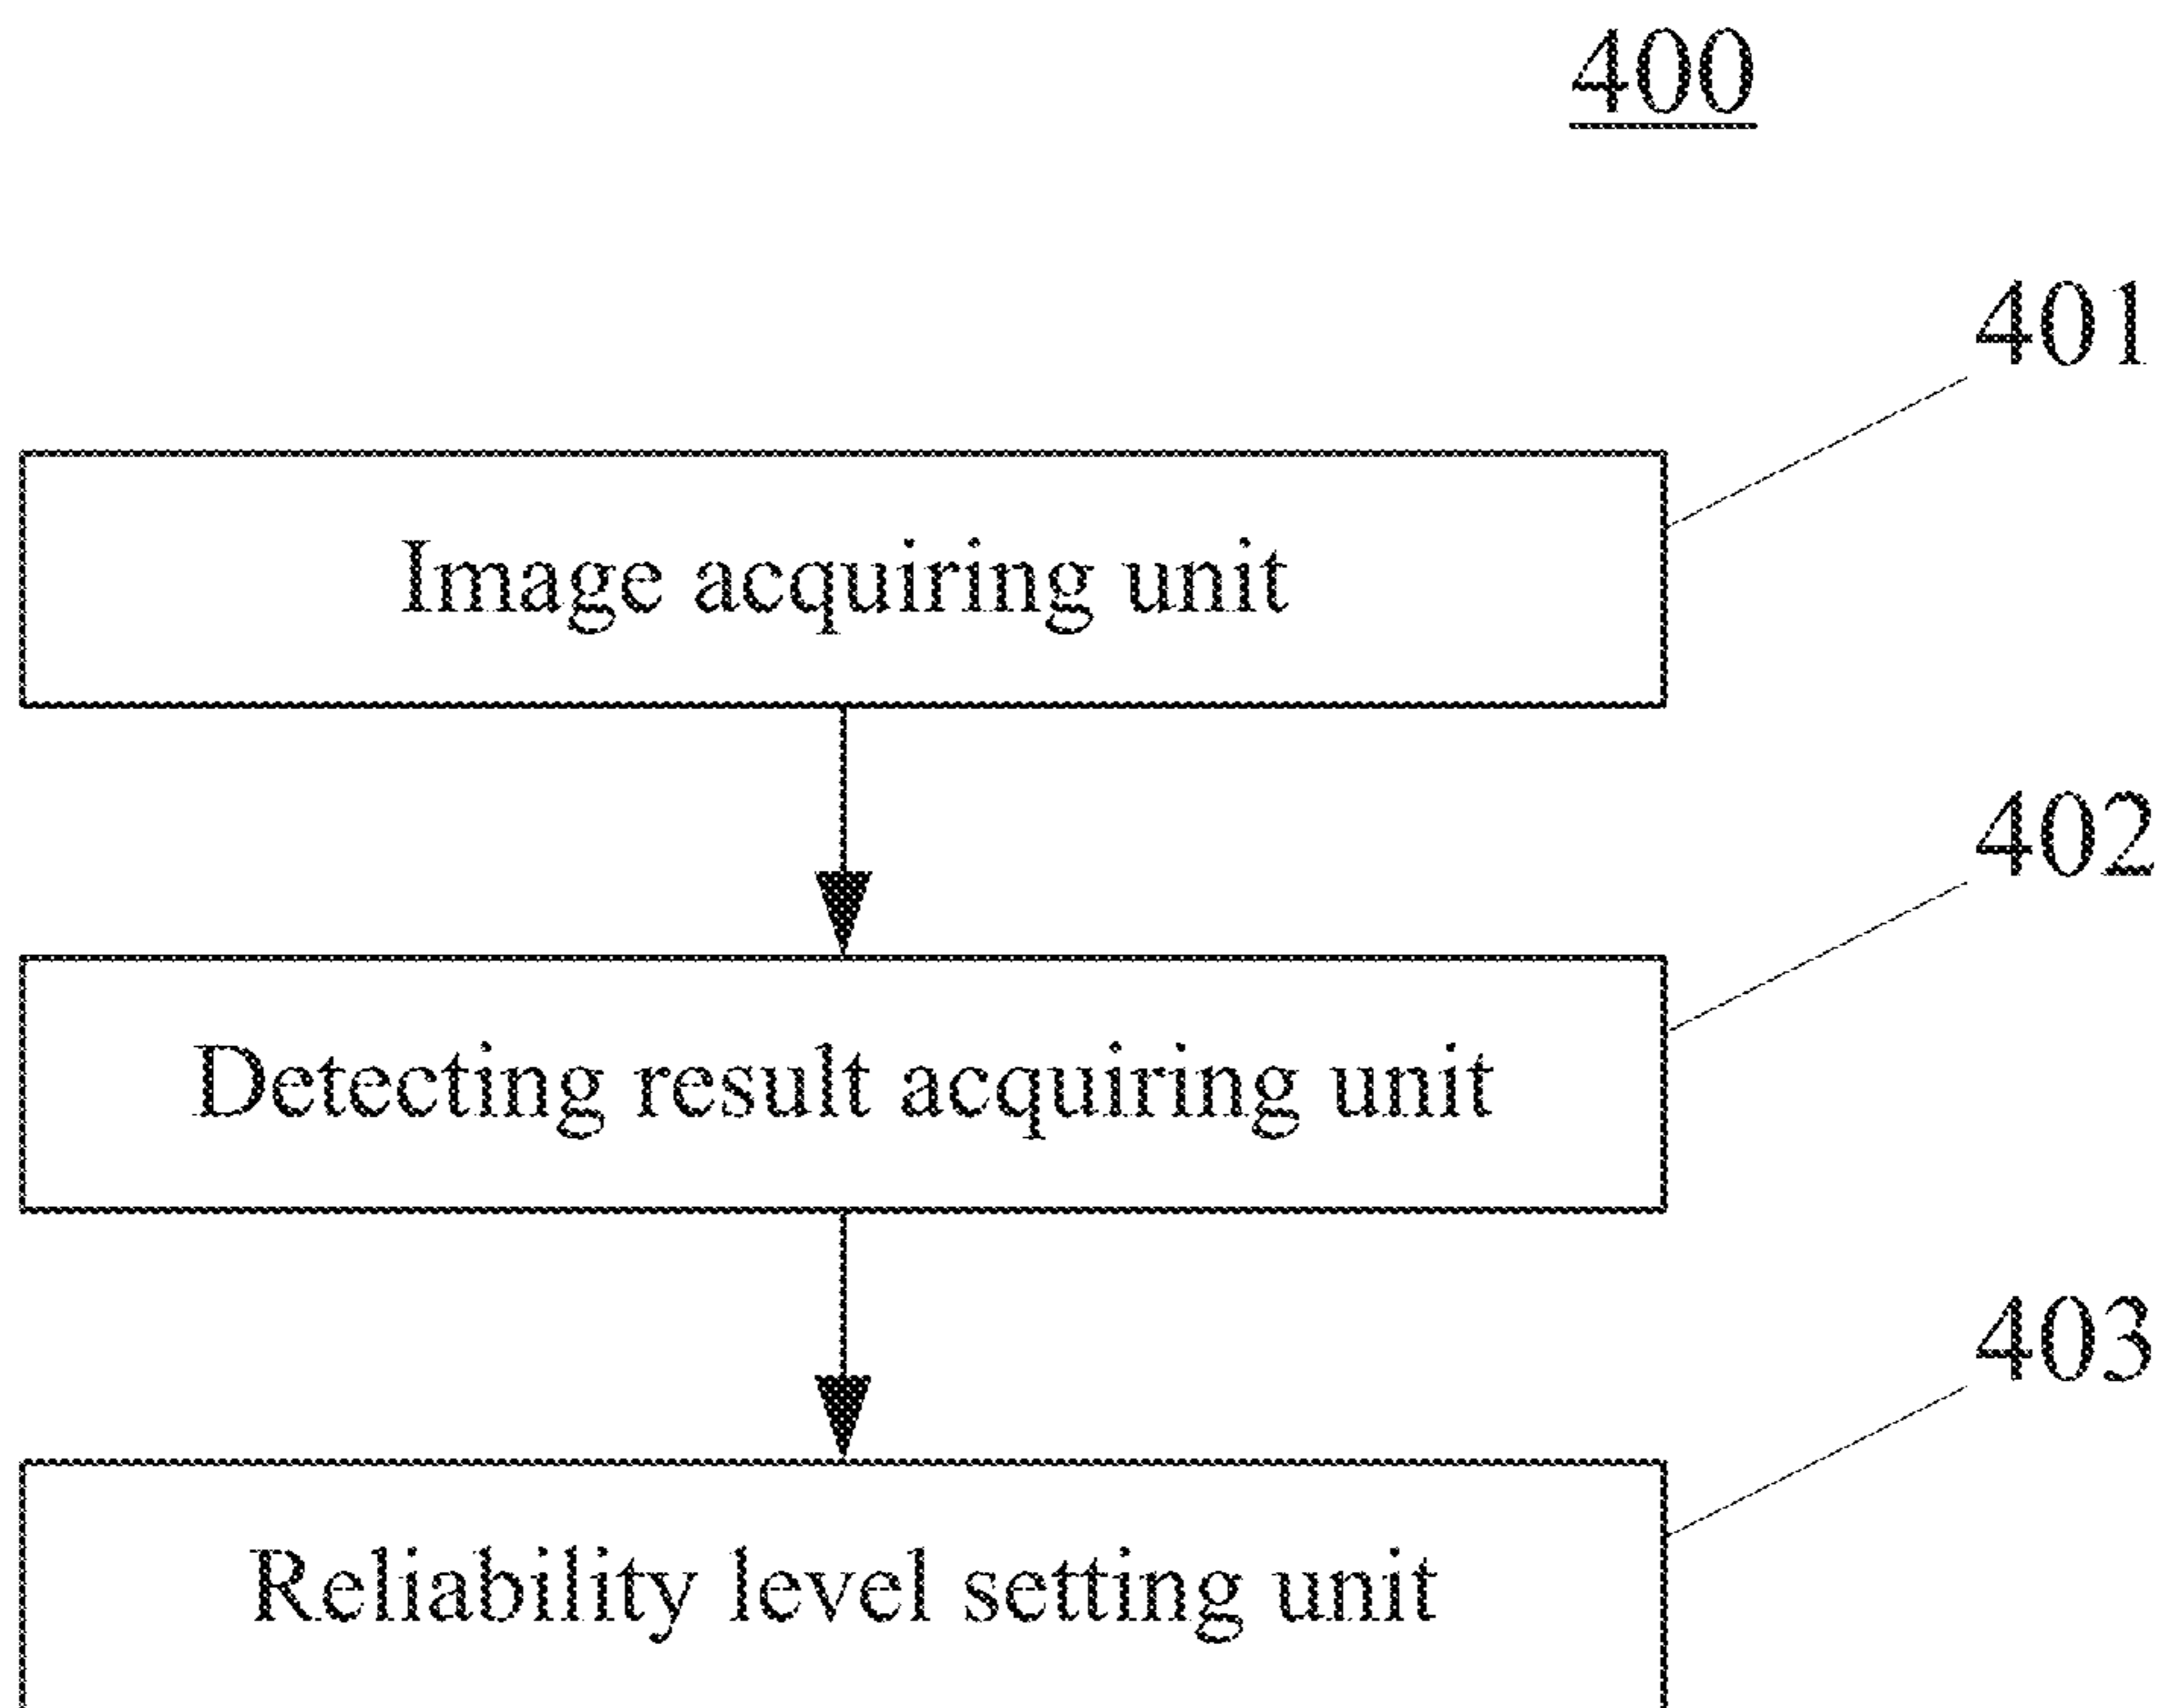 400
401
Image acquiring unit
402
Detecting result acquiring unit
403
Reliability level setting unit